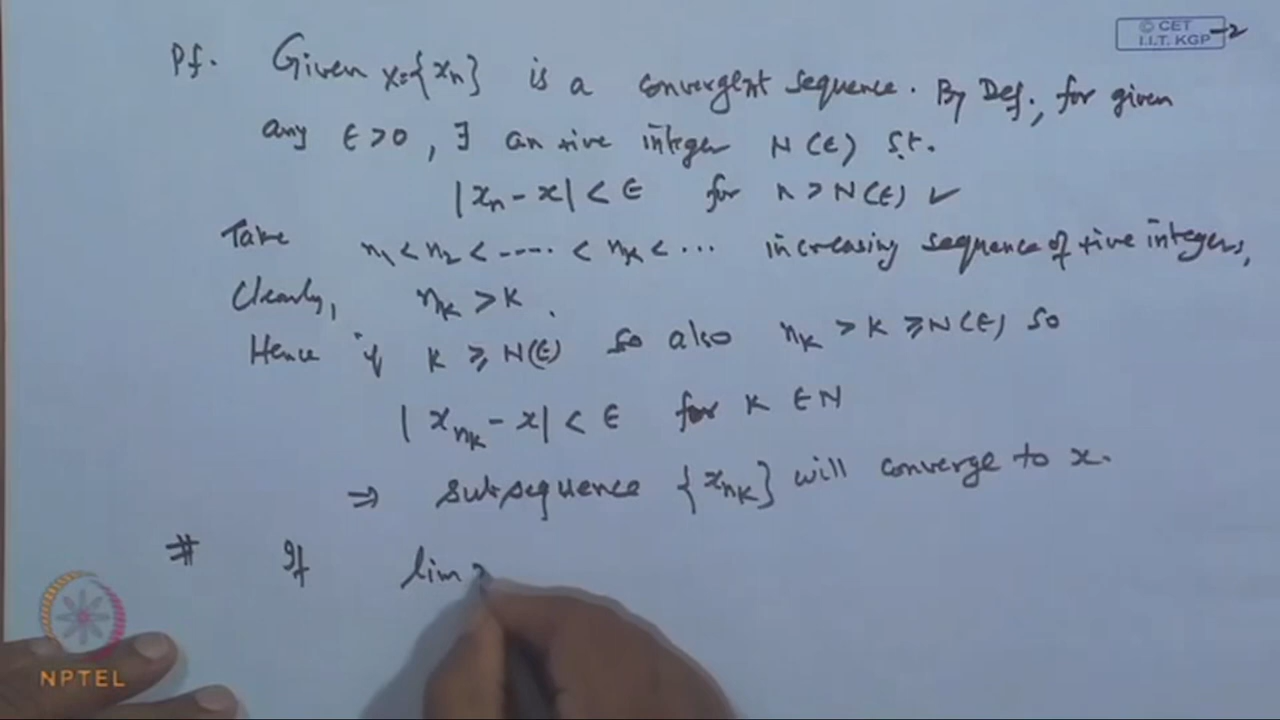 © CET
I.I.T. KGP -2
Pf. Given x={xₙ} is a convergent sequence. By Def., for given
any ϵ>0, ∃ an +ive integer N(ϵ) s.t.
|xₙ - x| < ϵ for n > N(ϵ) ✓
Take n₁ < n₂ < ---- < nₖ < ... increasing sequence of +ive integers,
Clearly, nₖ > k.
Hence if k ≥ N(ϵ) so also nₖ > k ≥ N(ϵ) so
|xₙₖ - x| < ϵ for k ∈ N
⇒ subsequence {xₙₖ} will converge to x.
# If lim
NPTEL